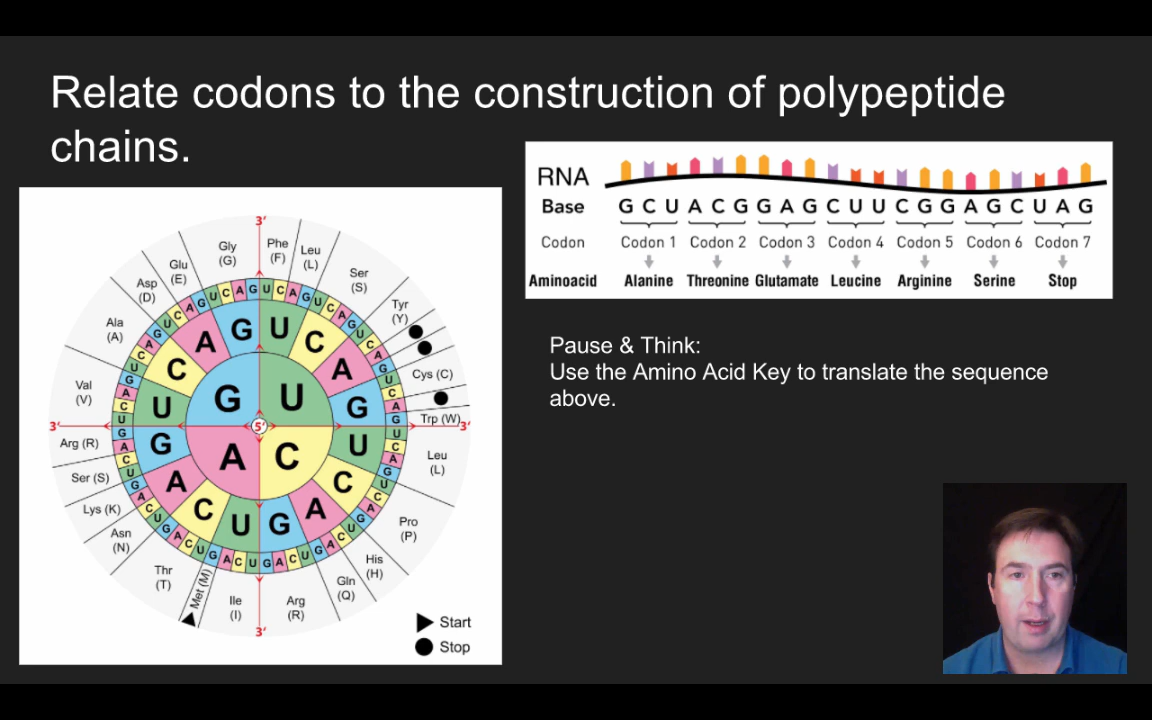 Relate codons to the construction of polypeptide
chains.
RNA
Base G C U A C G G A G C U U C G G A G C U A G
Codon Codon 1 Codon 2 Codon 3 Codon 4 Codon 5 Codon 6 Codon 7
Aminoacid Alanine Threonine Glutamate Leucine Arginine Serine Stop
Pause & Think:
Use the Amino Acid Key to translate the sequence
above.
3'
Gly
(G)
Phe
(F)
Leu
(L)
Ser
(S)
Tyr
(Y)
Cys (C)
Trp (W)
3'
Leu
(L)
Pro
(P)
His
(H)
Gln
(Q)
Arg
(R)
3'
Ile
(I)
Met (M)
Thr
(T)
Asn
(N)
Lys (K)
Ser (S)
Arg (R)
3'
Val
(V)
Ala
(A)
Asp
(D)
Glu
(E)
U C A G U C A G U C A G U C A G
U C A G U C A G U C A G U C A G
U C A G U C A G U C A G U C A G
U C A G U C A G U C A G U C A G
U C A G
U C A G
U C A G
U C A G
G U
5'
A C
Start
Stop